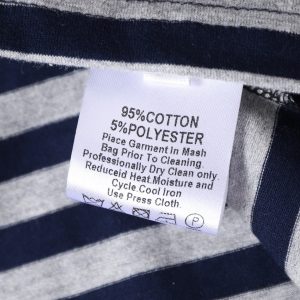 95%COTTON
5%POLYESTER
Place Garment in Mash
Bag Prior To Cleaning.
Professionally Dry Clean only.
Reduceid Heat.Moisture and
Cycle.Cool Iron
Use Press Cloth.
P